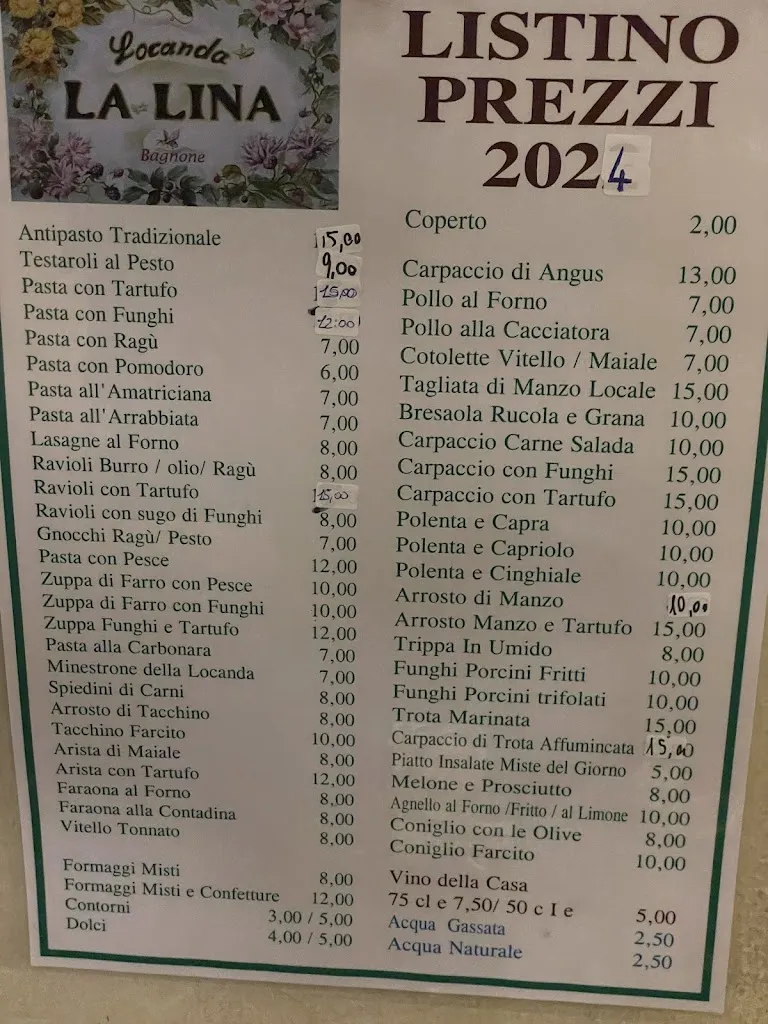 Locanda
LA LINA
Bagnone
LISTINO
PREZZI
2024
Antipasto Tradizionale 15,00
Testaroli al Pesto 9,00
Pasta con Tartufo 15,00
Pasta con Funghi 12:00
Pasta con Ragù 7,00
Pasta con Pomodoro 6,00
Pasta all'Amatriciana 7,00
Pasta all'Arrabbiata 7,00
Lasagne al Forno 8,00
Ravioli Burro / olio/ Ragù 8,00
Ravioli con Tartufo 15,00
Ravioli con sugo di Funghi 8,00
Gnocchi Ragù/ Pesto 7,00
Pasta con Pesce 12,00
Zuppa di Farro con Pesce 10,00
Zuppa di Farro con Funghi 10,00
Zuppa Funghi e Tartufo 12,00
Pasta alla Carbonara 7,00
Minestrone della Locanda 7,00
Spiedini di Carni 8,00
Arrosto di Tacchino 8,00
Tacchino Farcito 10,00
Arista di Maiale 8,00
Arista con Tartufo 12,00
Faraona al Forno 8,00
Faraona alla Contadina 8,00
Vitello Tonnato 8,00
Formaggi Misti 8,00
Formaggi Misti e Confetture 12,00
Contorni 3,00 / 5,00
Dolci 4,00 / 5,00
Coperto 2,00
Carpaccio di Angus 13,00
Pollo al Forno 7,00
Pollo alla Cacciatora 7,00
Cotolette Vitello / Maiale 7,00
Tagliata di Manzo Locale 15,00
Bresaola Rucola e Grana 10,00
Carpaccio Carne Salada 10,00
Carpaccio con Funghi 15,00
Carpaccio con Tartufo 15,00
Polenta e Capra 10,00
Polenta e Capriolo 10,00
Polenta e Cinghiale 10,00
Arrosto di Manzo 10,00
Arrosto Manzo e Tartufo 15,00
Trippa In Umido 8,00
Funghi Porcini Fritti 10,00
Funghi Porcini trifolati 10,00
Trota Marinata 15,00
Carpaccio di Trota Affumincata 15,00
Piatto Insalate Miste del Giorno 5,00
Melone e Prosciutto 8,00
Agnello al Forno /Fritto / al Limone 10,00
Coniglio con le Olive 8,00
Coniglio Farcito 10,00
Vino della Casa
75 cl e 7,50/ 50 c I e 5,00
Acqua Gassata 2,50
Acqua Naturale 2,50